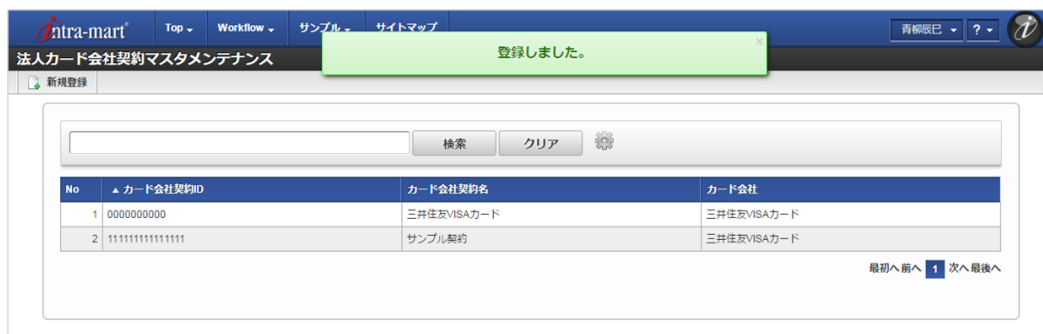 intra-mart Top Workflow サンプル サイトマップ 青柳辰巳 ?
登録しました。 ×
法人カード会社契約マスタメンテナンス
新規登録
検索 クリア
No ▲ カード会社契約ID カード会社契約名 カード会社
1 0000000000 三井住友VISAカード 三井住友VISAカード
2 111111111111111 サンプル契約 三井住友VISAカード
最初へ 前へ 1 次へ 最後へ